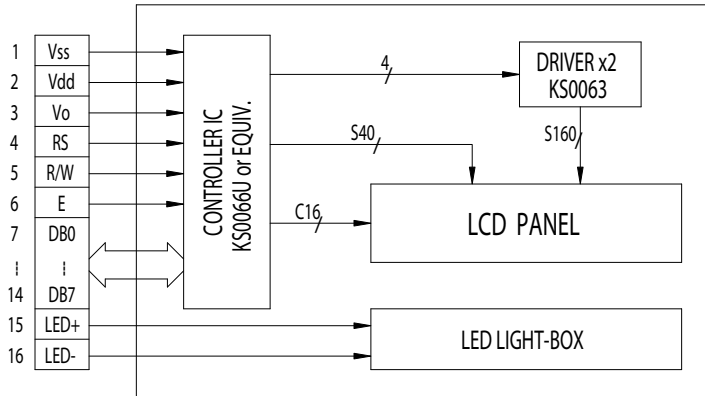 1 Vss
2 Vdd
3 Vo
4 RS
5 R/W
6 E
7 DB0
14 DB7
15 LED+
16 LED-
CONTROLLER IC
KS0066U or EQUIV.
4
DRIVER x2
KS0063
S40
S160
C16
LCD PANEL
LED LIGHT-BOX